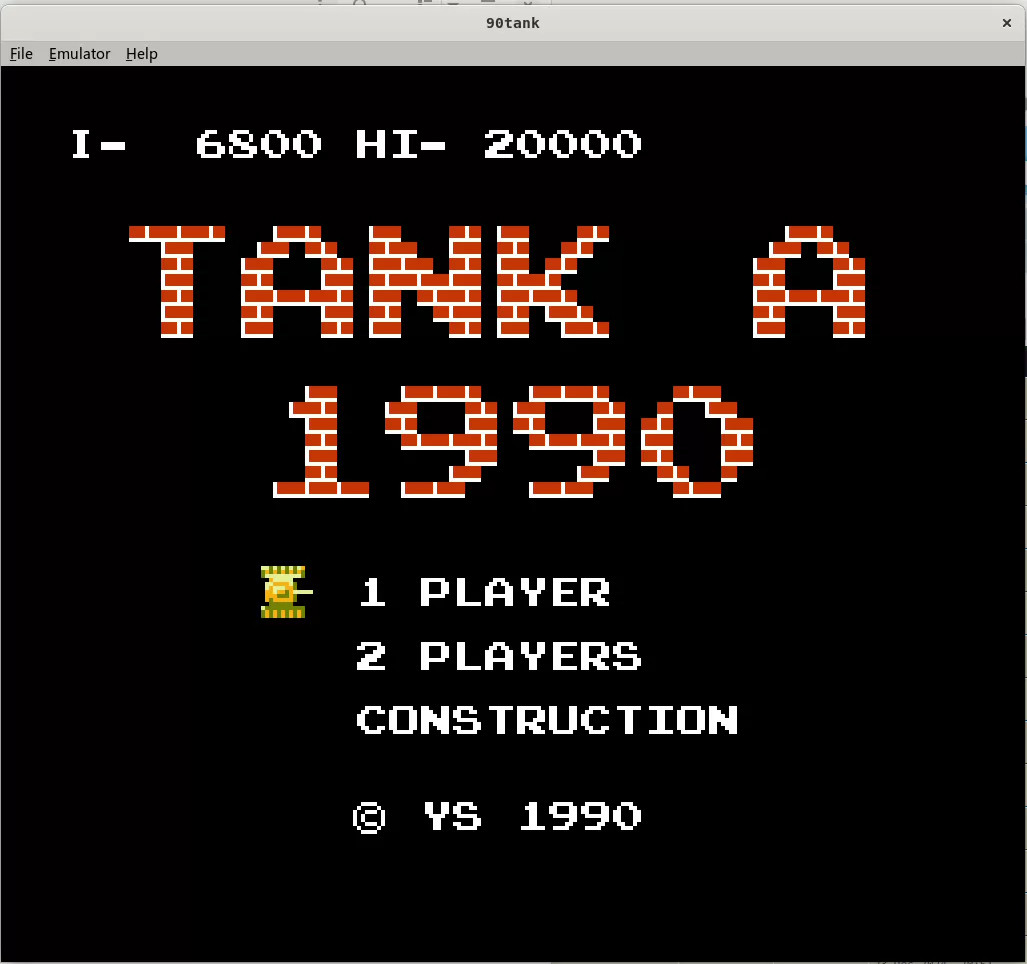 90tank
File Emulator Help
I- 6800 HI- 20000
TANK A
1990
1 PLAYER
2 PLAYERS
CONSTRUCTION
© YS 1990